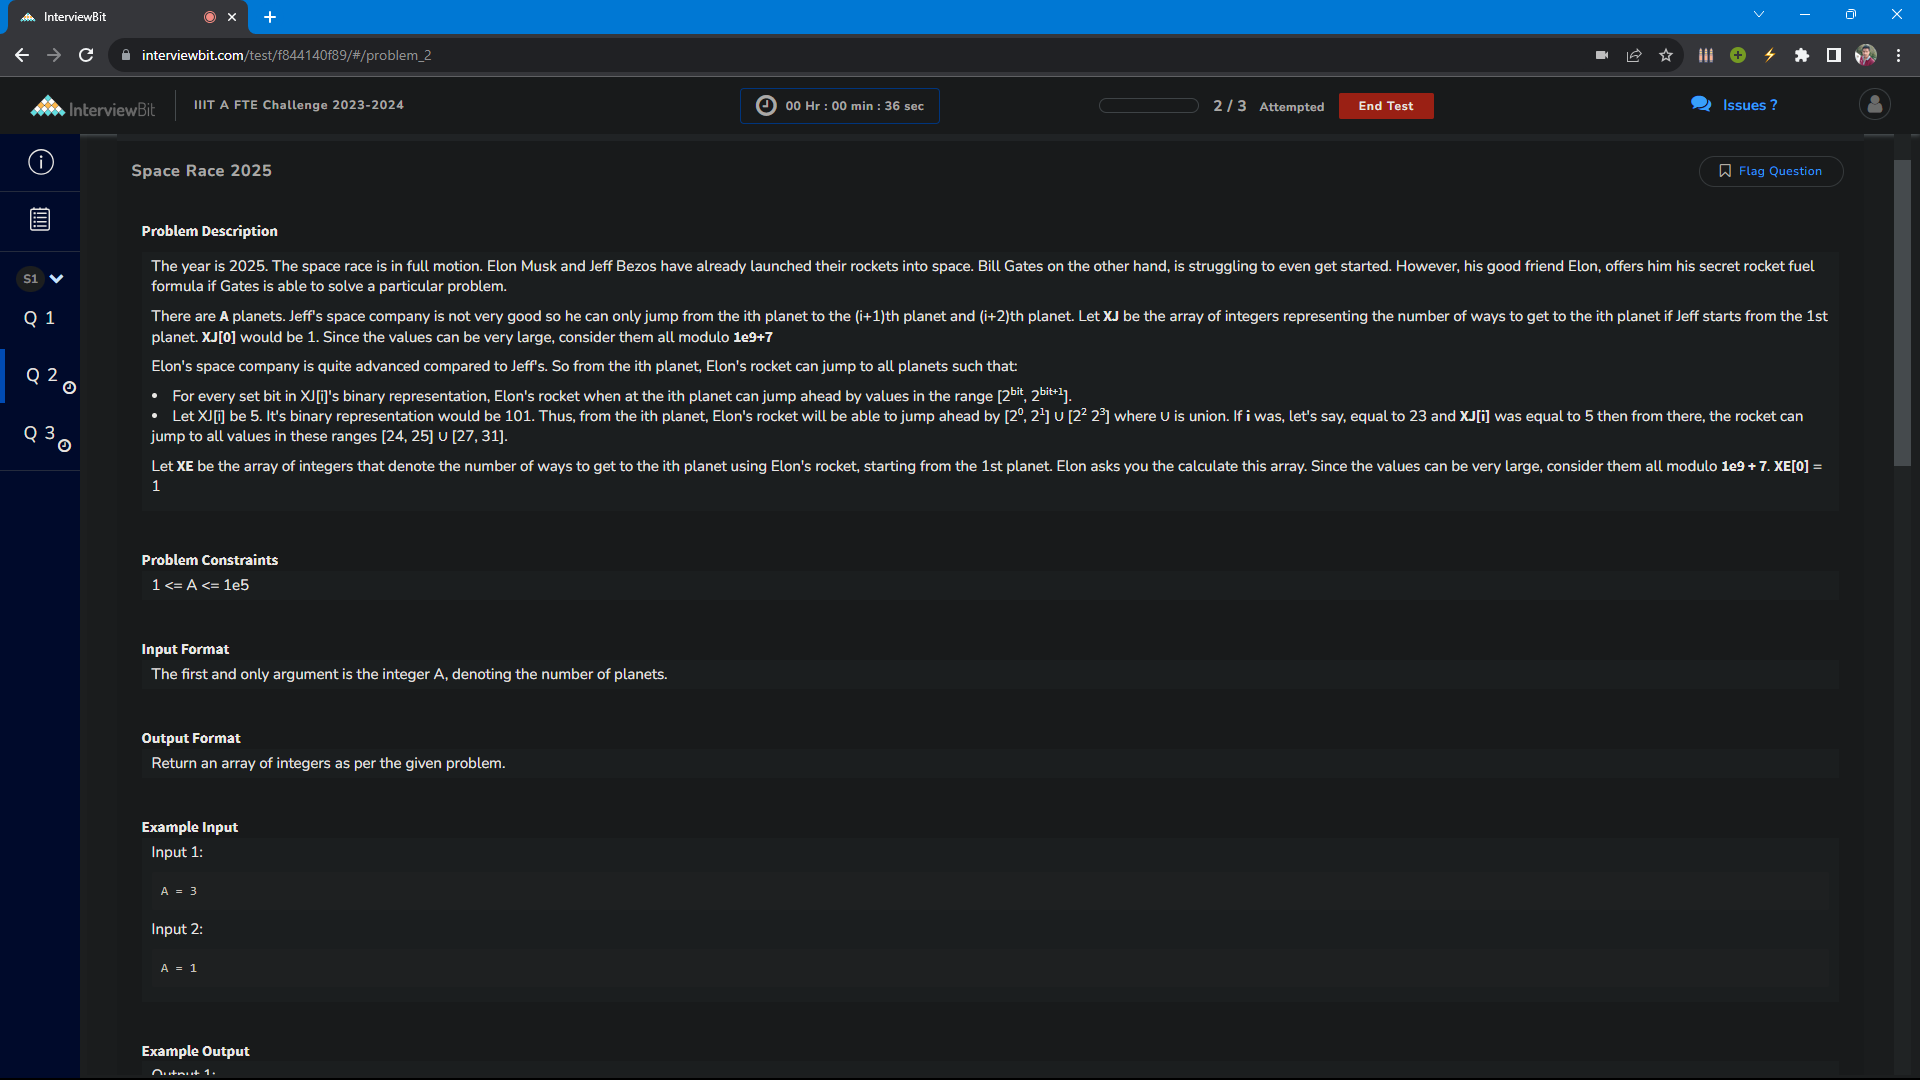 InterviewBit
interviewbit.com/test/f844140f89/#/problem_2
InterviewBit
IIIT A FTE Challenge 2023-2024
00 Hr : 00 min : 36 sec
2 / 3 Attempted
End Test
Issues ?
Space Race 2025
Flag Question
S1
Q 1
Q 2
Q 3
Problem Description
The year is 2025. The space race is in full motion. Elon Musk and Jeff Bezos have already launched their rockets into space. Bill Gates on the other hand, is struggling to even get started. However, his good friend Elon, offers him his secret rocket fuel
formula if Gates is able to solve a particular problem.
There are A planets. Jeff's space company is not very good so he can only jump from the ith planet to the (i+1)th planet and (i+2)th planet. Let XJ be the array of integers representing the number of ways to get to the ith planet if Jeff starts from the 1st
planet. XJ[0] would be 1. Since the values can be very large, consider them all modulo 1e9+7
Elon's space company is quite advanced compared to Jeff's. So from the ith planet, Elon's rocket can jump to all planets such that:
• For every set bit in XJ[i]'s binary representation, Elon's rocket when at the ith planet can jump ahead by values in the range [2^bit, 2^bit+1].
• Let XJ[i] be 5. It's binary representation would be 101. Thus, from the ith planet, Elon's rocket will be able to jump ahead by [2^0, 2^1] ∪ [2^2 2^3] where ∪ is union. If i was, let's say, equal to 23 and XJ[i] was equal to 5 then from there, the rocket can
jump to all values in these ranges [24, 25] ∪ [27, 31].
Let XE be the array of integers that denote the number of ways to get to the ith planet using Elon's rocket, starting from the 1st planet. Elon asks you the calculate this array. Since the values can be very large, consider them all modulo 1e9 + 7. XE[0] =
1
Problem Constraints
1 <= A <= 1e5
Input Format
The first and only argument is the integer A, denoting the number of planets.
Output Format
Return an array of integers as per the given problem.
Example Input
Input 1:
A = 3
Input 2:
A = 1
Example Output
Output 1: